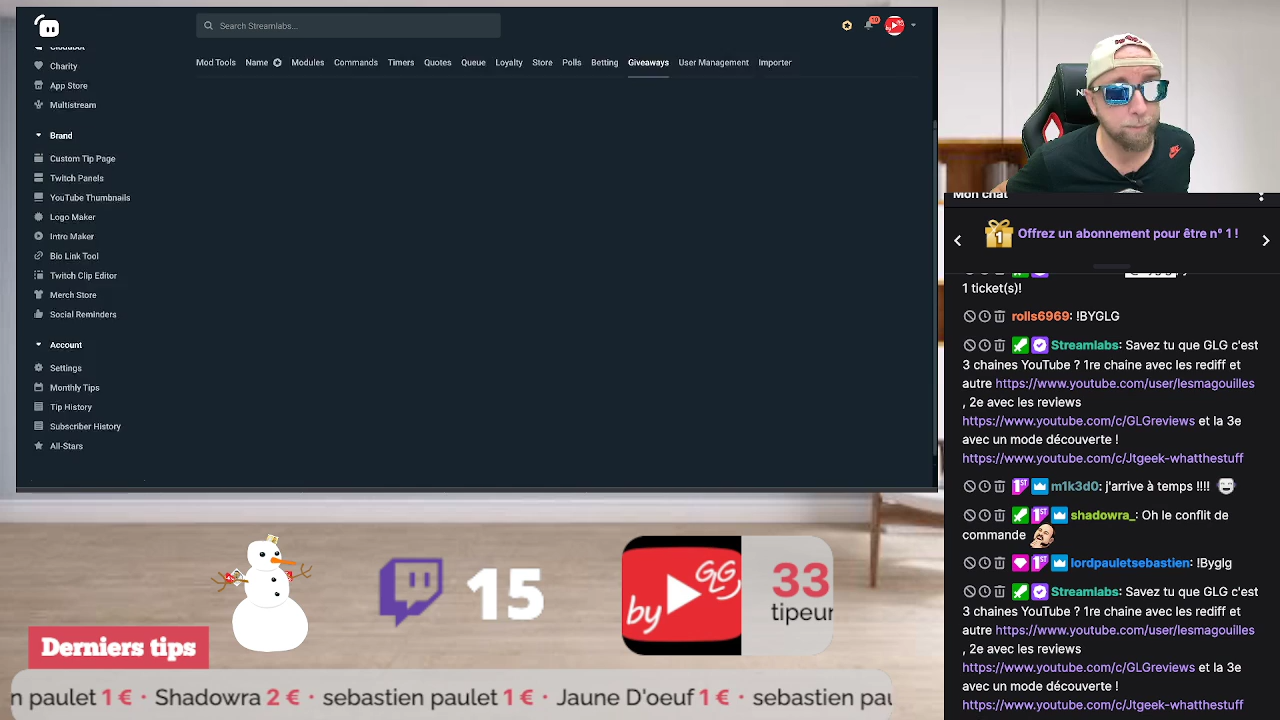 Search Streamlabs...
30
Cloudbot
Charity
App Store
Multistream
Brand
Custom Tip Page
Twitch Panels
YouTube Thumbnails
Logo Maker
Intro Maker
Bio Link Tool
Twitch Clip Editor
Merch Store
Social Reminders
Account
Settings
Monthly Tips
Tip History
Subscriber History
All-Stars
Mod Tools Name Modules Commands Timers Quotes Queue Loyalty Store Polls Betting Giveaways User Management Importer
Mon chat
1 Offrez un abonnement pour être n° 1 !
1 ticket(s)!
rolls6969: !BYGLG
Streamlabs: Savez tu que GLG c'est
3 chaines YouTube ? 1re chaine avec les rediff et
autre https://www.youtube.com/user/lesmagouilles
, 2e avec les reviews
https://www.youtube.com/c/GLGreviews et la 3e
avec un mode découverte !
https://www.youtube.com/c/Jtgeek-whatthestuff
1ST m1k3d0: j'arrive à temps !!!!
1ST shadowra_: Oh le conflit de
commande
1ST lordpauletsebastien: !Byglg
Streamlabs: Savez tu que GLG c'est
3 chaines YouTube ? 1re chaine avec les rediff et
autre https://www.youtube.com/user/lesmagouilles
, 2e avec les reviews
https://www.youtube.com/c/GLGreviews et la 3e
avec un mode découverte !
https://www.youtube.com/c/Jtgeek-whatthestuff
15
by GLG
33
tipeur
Derniers tips
n paulet 1 € · Shadowra 2 € · sebastien paulet 1 € · Jaune D'oeuf 1 € · sebastien pau